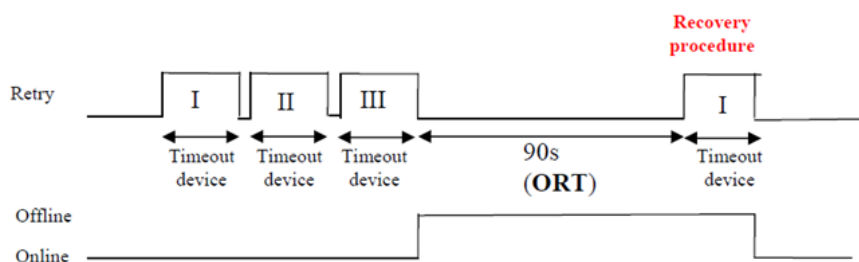 Recovery
procedure
Retry
I
II
III
I
Timeout
device
Timeout
device
Timeout
device
90s
(ORT)
Timeout
device
Offline
Online